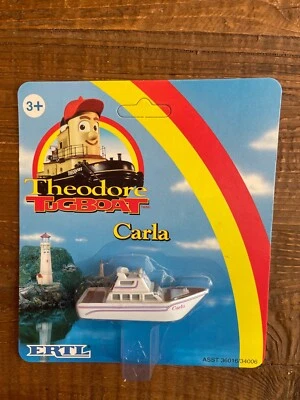 3+
Theodore
TUGBOAT
Carla
Carla
ERTL
ASST 36016/34006